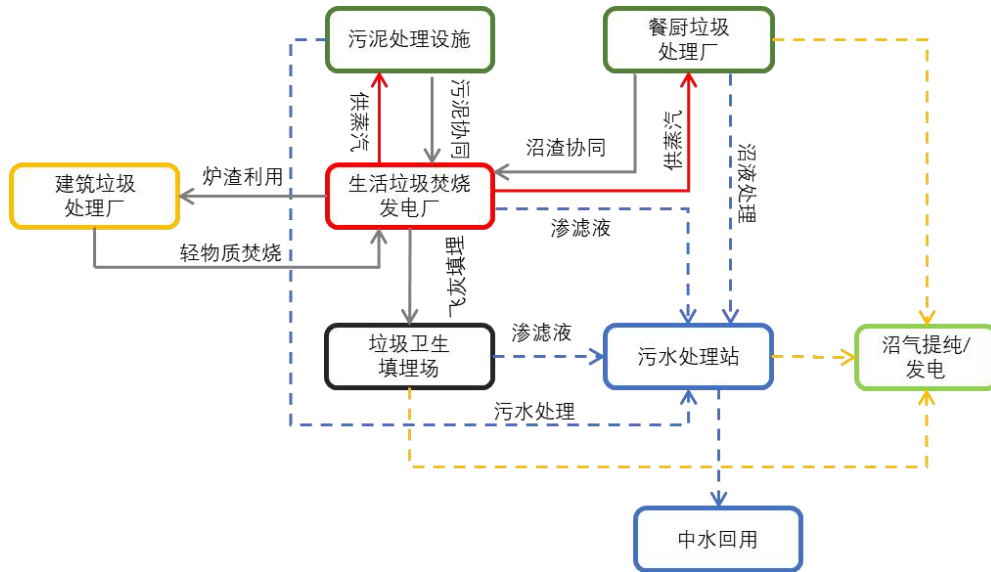 污泥处理设施
餐厨垃圾
处理厂
供蒸汽
污泥协同
沼渣协同
供蒸汽
沼液处理
建筑垃圾
处理厂
炉渣利用
生活垃圾焚烧
发电厂
渗滤液
轻物质焚烧
飞灰填埋
垃圾卫生
填埋场
渗滤液
污水处理站
沼气提纯/
发电
污水处理
中水回用